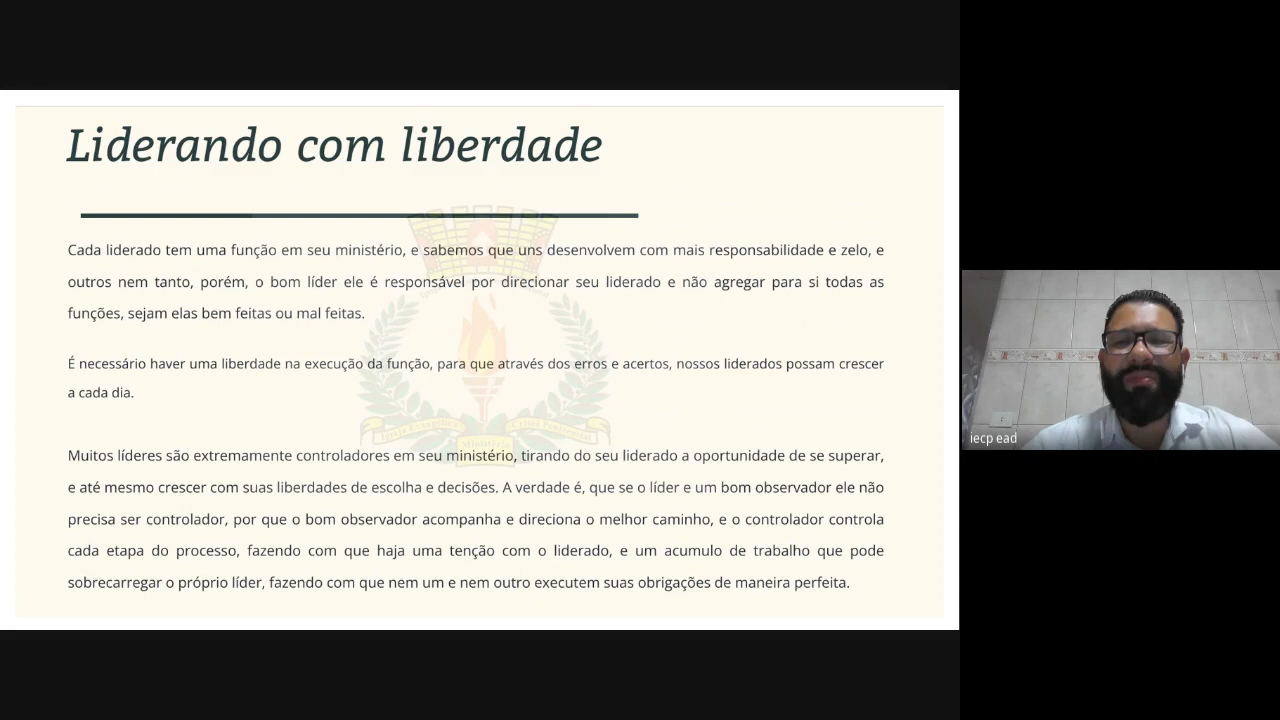 Liderando com liberdade
Cada liderado tem uma função em seu ministério, e sabemos que uns desenvolvem com mais responsabilidade e zelo, e
outros nem tanto, porém, o bom líder ele é responsável por direcionar seu liderado e não agregar para si todas as
funções, sejam elas bem feitas ou mal feitas.
É necessário haver uma liberdade na execução da função, para que através dos erros e acertos, nossos liderados possam crescer
a cada dia.
Igreja Evangélica Cristã Pentecostal
Ministério
Muitos líderes são extremamente controladores em seu ministério, tirando do seu liderado a oportunidade de se superar,
e até mesmo crescer com suas liberdades de escolha e decisões. A verdade é, que se o líder e um bom observador ele não
precisa ser controlador, por que o bom observador acompanha e direciona o melhor caminho, e o controlador controla
cada etapa do processo, fazendo com que haja uma tenção com o liderado, e um acumulo de trabalho que pode
sobrecarregar o próprio líder, fazendo com que nem um e nem outro executem suas obrigações de maneira perfeita.
iecp ead